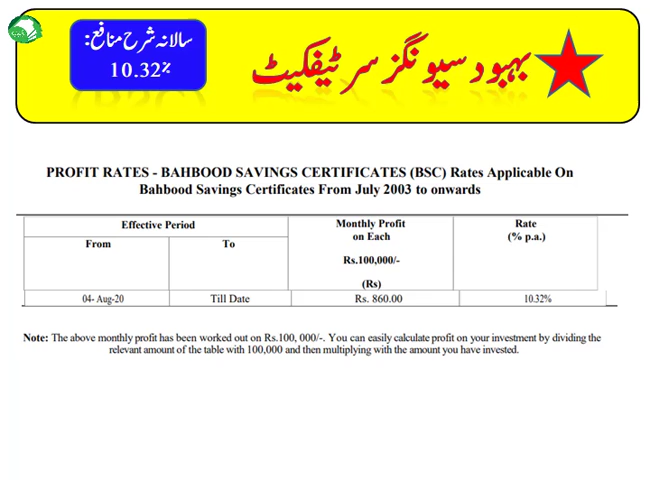 سالانہ شرح منافع:
10.32%
بہبود سیونگز سرٹیفکیٹ
PROFIT RATES - BAHBOOD SAVINGS CERTIFICATES (BSC) Rates Applicable On
Bahbood Savings Certificates From July 2003 to onwards
Effective Period
From
To
Monthly Profit
on Each
Rs.100,000/-
(Rs)
Rate
(% p.a.)
04- Aug-20
Till Date
Rs. 860.00
10.32%
Note: The above monthly profit has been worked out on Rs.100, 000/-. You can easily calculate profit on your investment by dividing the
relevant amount of the table with 100,000 and then multiplying with the amount you have invested.